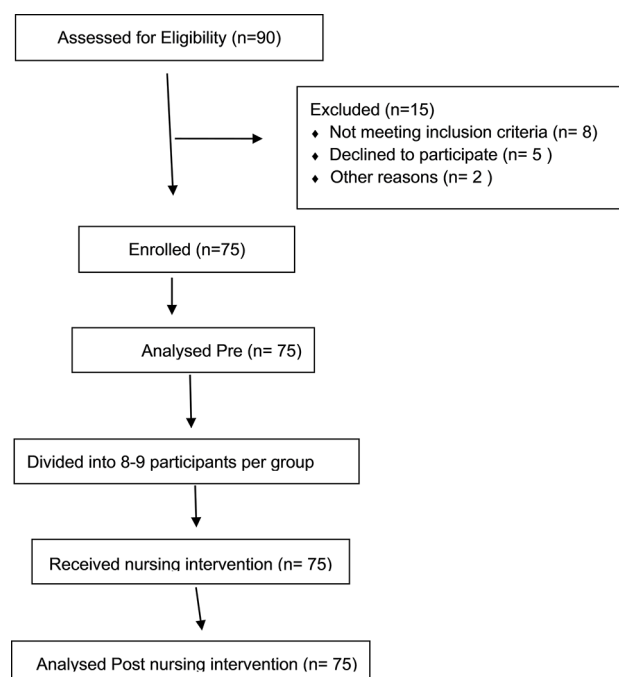 Assessed for Eligibility (n=90)
Excluded (n=15)
♦ Not meeting inclusion criteria (n= 8)
♦ Declined to participate (n= 5 )
♦ Other reasons (n= 2 )
Enrolled (n=75)
Analysed Pre (n= 75)
Divided into 8-9 participants per group
Received nursing intervention (n= 75)
Analysed Post nursing intervention (n= 75)